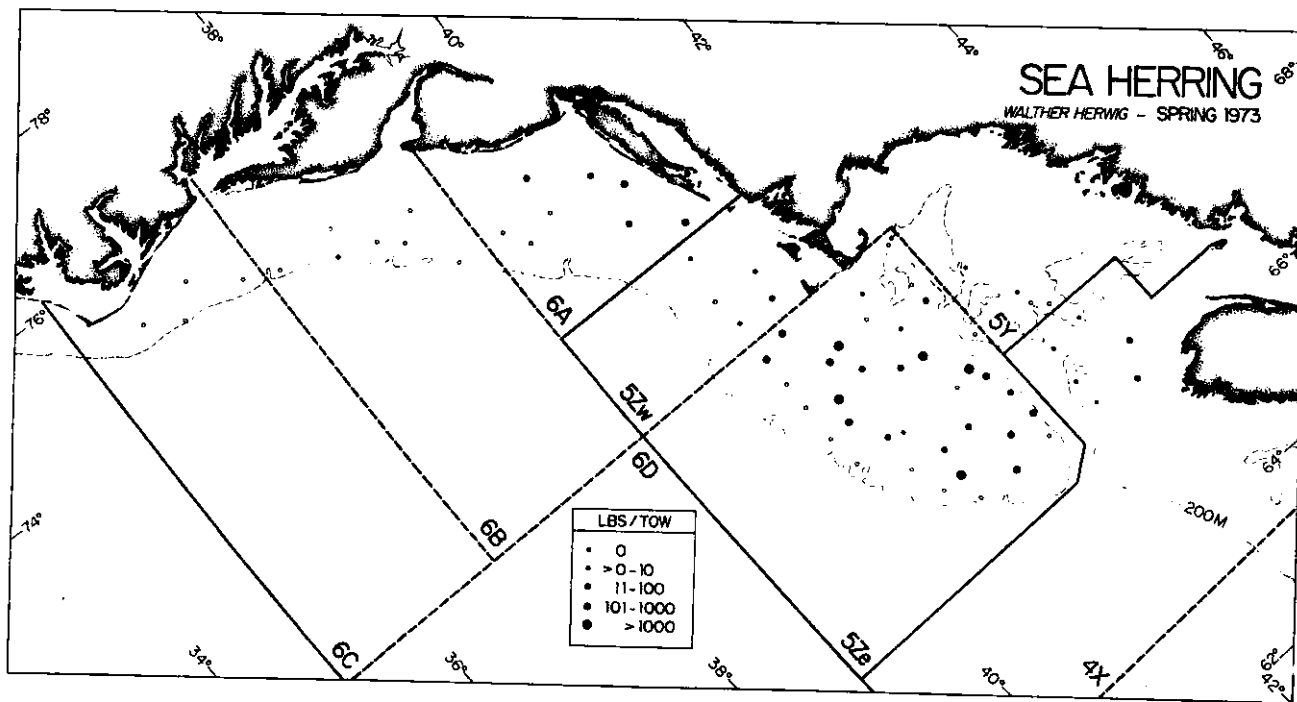 38°
40°
42°
44°
46°
68°
SEA HERRING
WALTHER HERWIG - SPRING 1973
78°
66°
76°
6A
5Y
5Zw
6D
64°
74°
6B
200M
LBS/TOW
0
>0-10
11-100
101-1000
>1000
6C
5Ze
4X
62°
34°
36°
38°
40°
42°